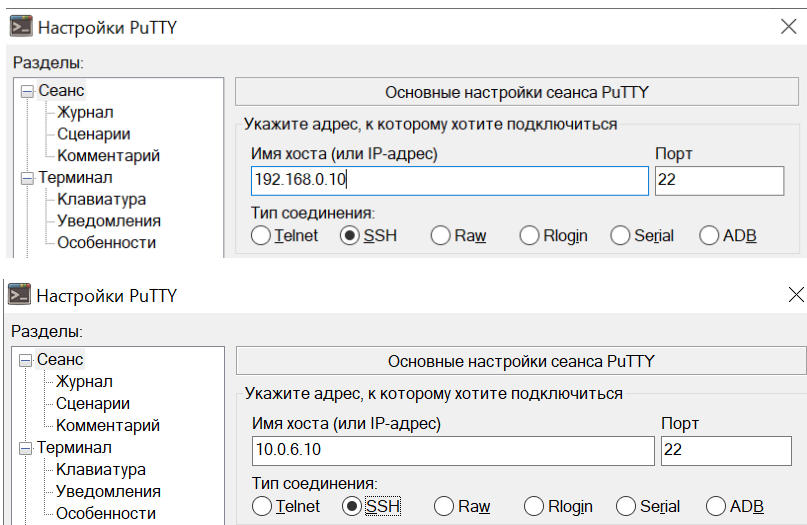 Настройки PuTTY
Разделы:
Сеанс
Журнал
Сценарии
Комментарий
Терминал
Клавиатура
Уведомления
Особенности
Основные настройки сеанса PuTTY
Укажите адрес, к которому хотите подключиться
Имя хоста (или IP-адрес) Порт
192.168.0.10 22
Тип соединения:
Telnet SSH Raw Rlogin Serial ADB
Настройки PuTTY
Разделы:
Сеанс
Журнал
Сценарии
Комментарий
Терминал
Клавиатура
Уведомления
Особенности
Основные настройки сеанса PuTTY
Укажите адрес, к которому хотите подключиться
Имя хоста (или IP-адрес) Порт
10.0.6.10 22
Тип соединения:
Telnet SSH Raw Rlogin Serial ADB